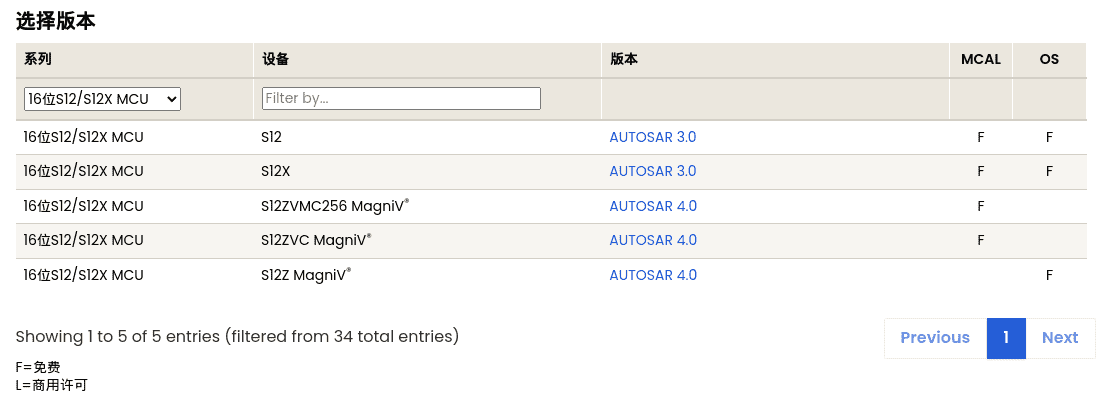 选择版本
系列 设备 版本 MCAL OS
16位S12/S12X MCU Filter by...
16位S12/S12X MCU S12 AUTOSAR 3.0 F F
16位S12/S12X MCU S12X AUTOSAR 3.0 F F
16位S12/S12X MCU S12ZVMC256 MagniV® AUTOSAR 4.0 F
16位S12/S12X MCU S12ZVC MagniV® AUTOSAR 4.0 F
16位S12/S12X MCU S12Z MagniV® AUTOSAR 4.0 F
Showing 1 to 5 of 5 entries (filtered from 34 total entries) Previous 1 Next
F=免费
L=商用许可